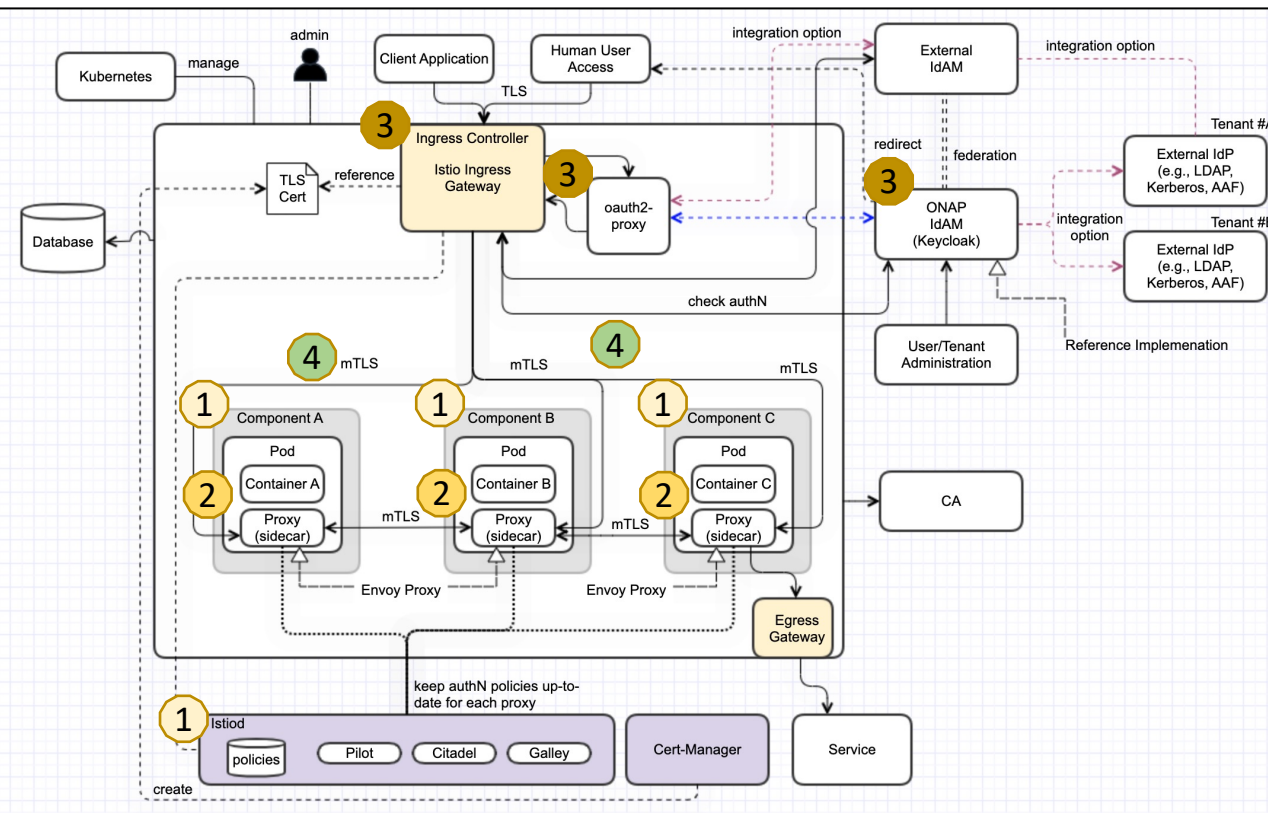 admin
Kubernetes
manage
Client Application
Human User
Access
TLS
integration option
External
IdAM
integration option
3
Ingress Controller
Istio Ingress
Gateway
TLS
Cert
reference
3
oauth2-
proxy
redirect
federation
3
ONAP
IdAM
(Keycloak)
Tenant #
External IdP
(e.g., LDAP,
Kerberos, AAF)
integration
option
Tenant #
External IdP
(e.g., LDAP,
Kerberos, AAF)
Database
check authN
User/Tenant
Administration
Reference Implemenation
4
mTLS
4
mTLS
mTLS
1
Component A
Pod
Container A
2
Proxy
(sidecar)
mTLS
1
Component B
Pod
Container B
2
Proxy
(sidecar)
mTLS
1
Component C
Pod
Container C
2
Proxy
(sidecar)
Envoy Proxy
Envoy Proxy
CA
Egress
Gateway
keep authN policies up-to-
date for each proxy
1
Istiod
policies
Pilot
Citadel
Galley
Cert-Manager
Service
create